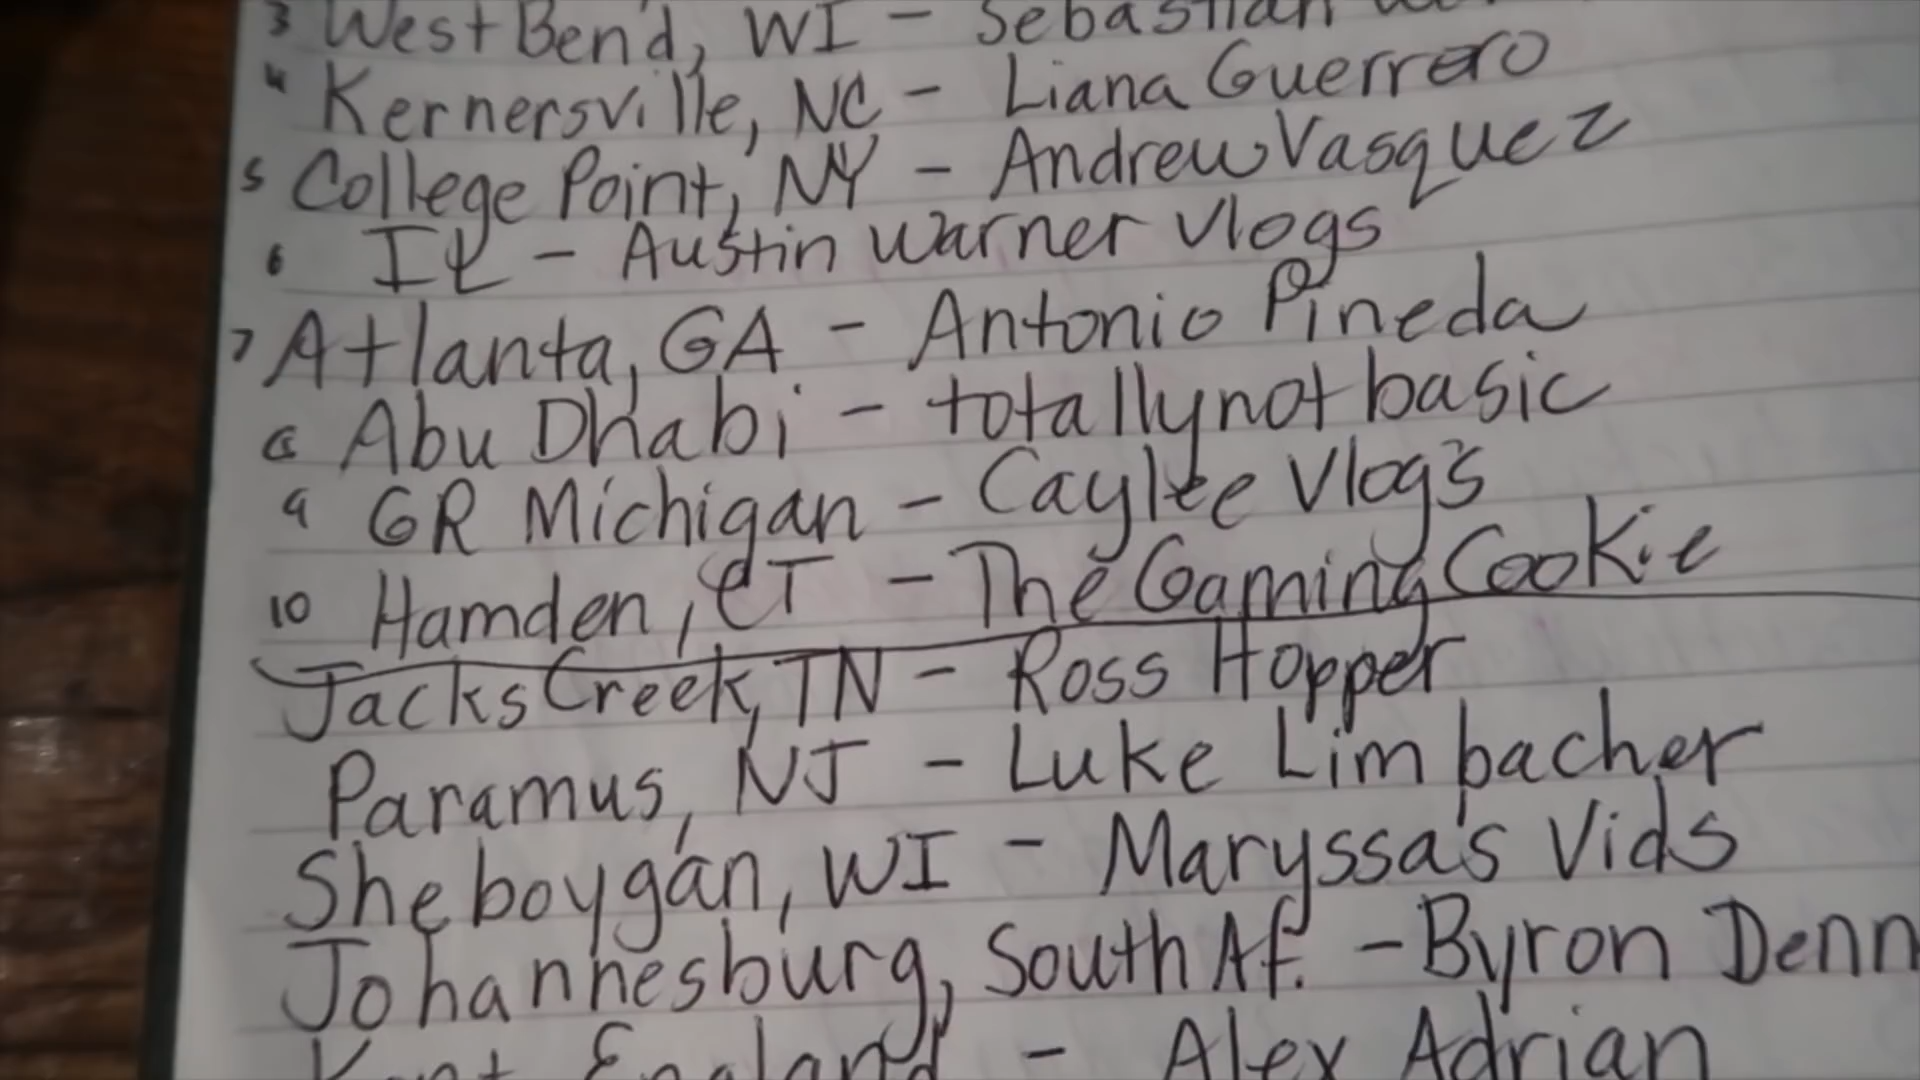 3 West Bend, WI - Sebastian
4 Kernersville, NC - Liana Guerrero
5 College Point, NY - Andrew Vasquez
6 IL - Austin Warner Vlogs
7 Atlanta, GA - Antonio Pineda
8 Abu Dhabi - totallynotbasic
9 GR Michigan - Caylee Vlogs
10 Hamden, CT - The Gaming Cookie
Jacks Creek, TN - Ross Hopper
Paramus, NJ - Luke Limbacher
Sheboygan, WI - Maryssa's Vids
Johannesburg, South Af. - Byron Denn
Kent England - Alex Adrian